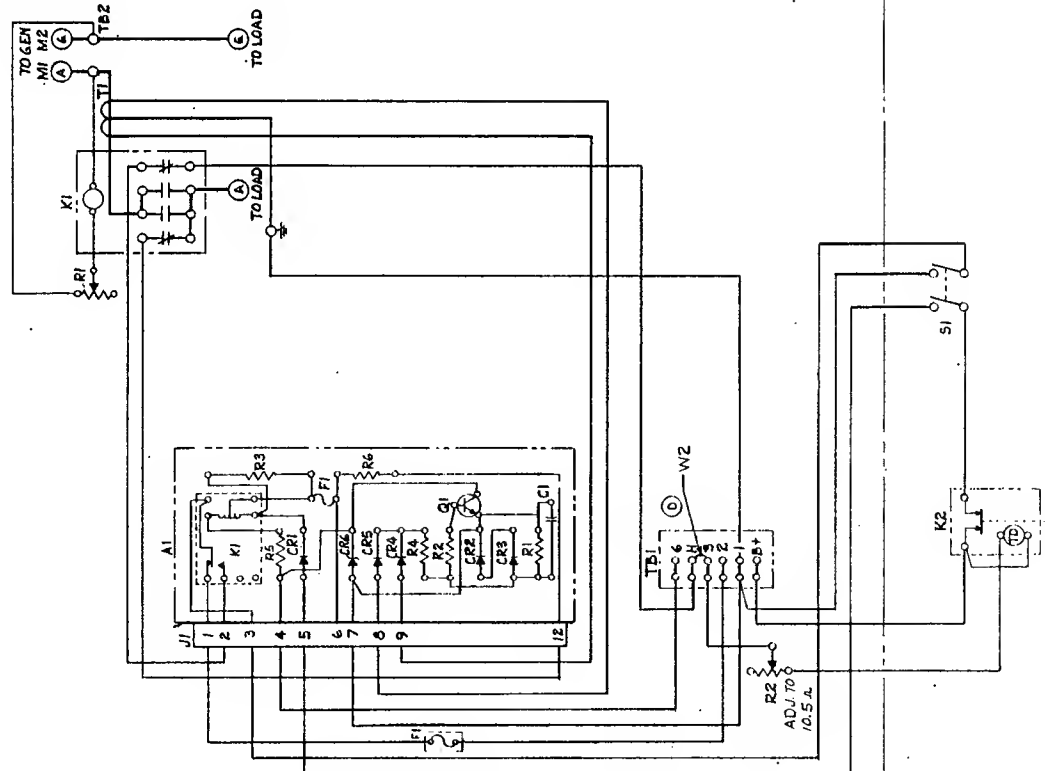 TO GEN
M1 M2
A
6
TB2
T1
6
TO LOAD
K1
A
TO LOAD
R1
A1
R3
K1
F1
R6
R5
CR1
CR6
CR5
CR4
R4
R2
Q1
CR2
CR3
R1
C1
J1
1
2
3
4
5
6
7
8
9
12
F1
D
W2
TB1
6
H
S
2
1
B+
R2
ADJ. TO
10.5 Ω
S1
K2
TD